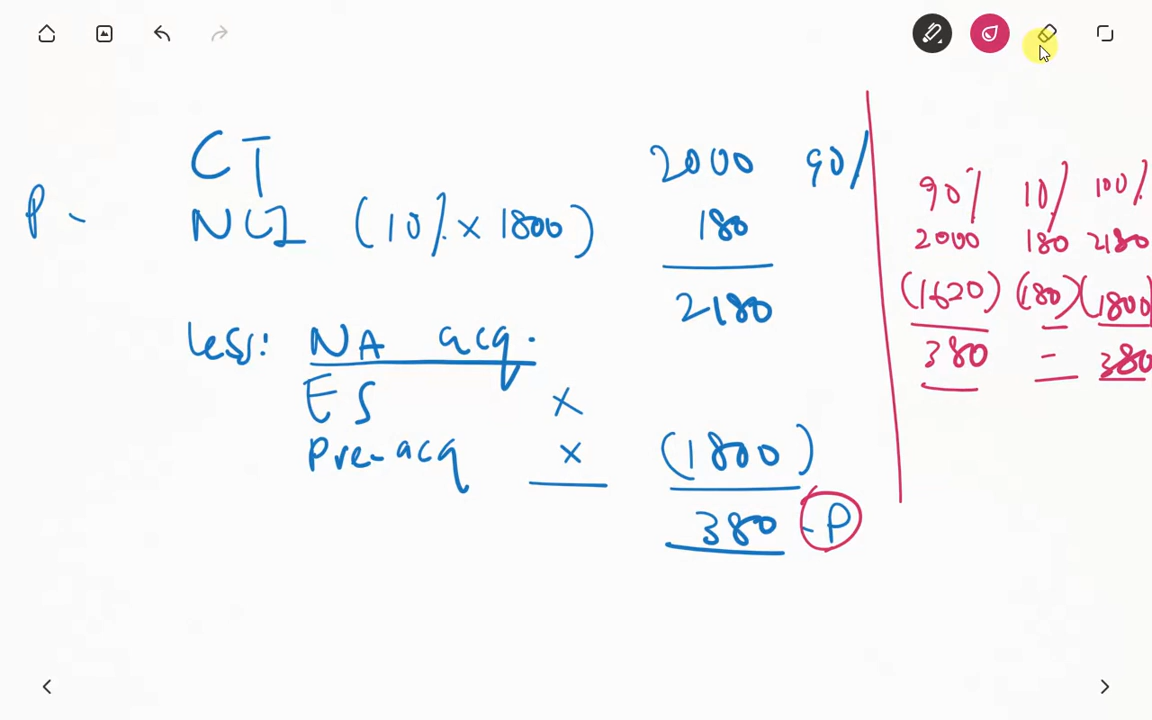 CT 2000 90%
P - NCI (10% x 1800) 180
2180
Less: NA acq.
ES x
Pre-acq x (1800)
380 - P
90% 10% 100%
2000 180 2180
(1620) (180) (1800)
380 - 380